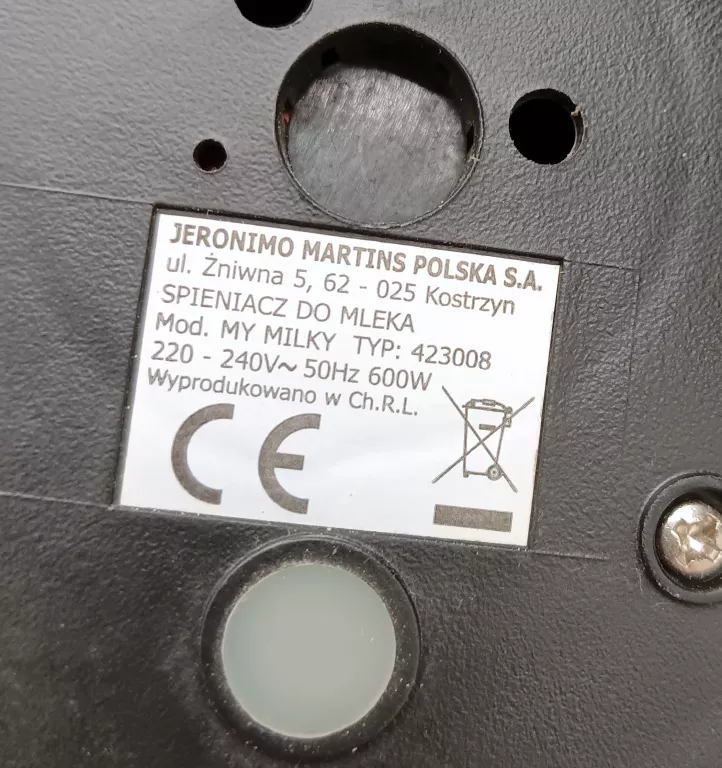 JERONIMO MARTINS POLSKA S.A.
ul. Żniwna 5, 62 - 025 Kostrzyn
SPIENIACZ DO MLEKA
Mod. MY MILKY TYP: 423008
220 - 240V~ 50Hz 600W
Wyprodukowano w Ch.R.L.
CE